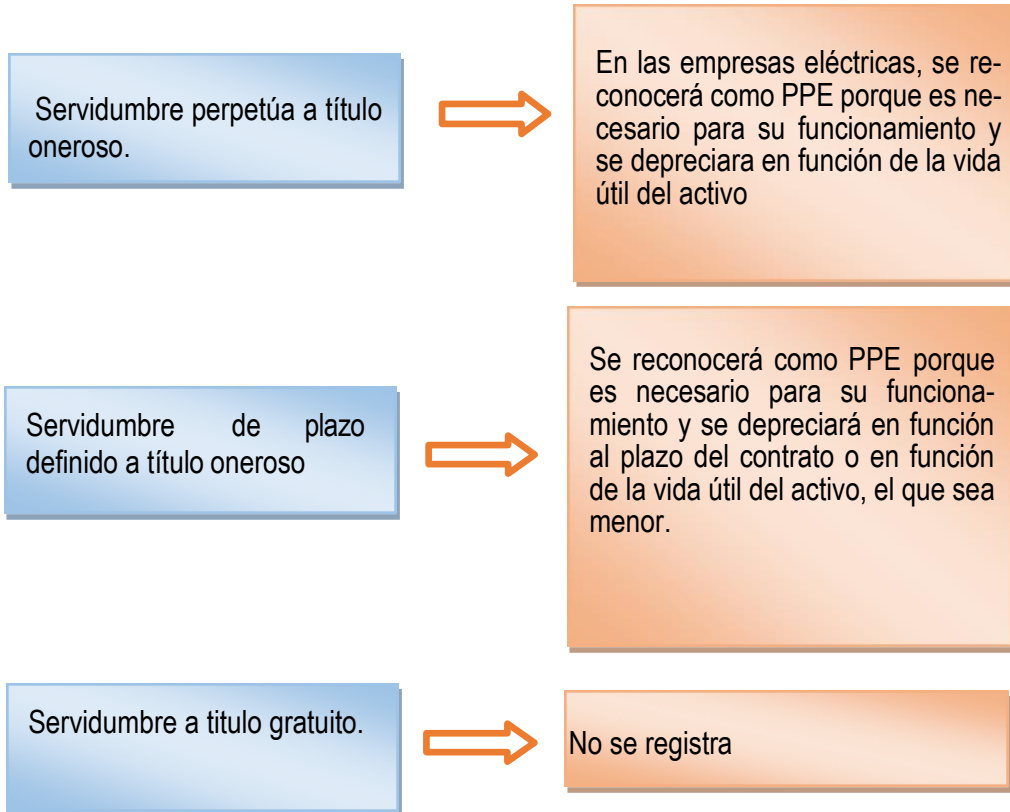 Servidumbre perpetúa a título
oneroso.
En las empresas eléctricas, se re-
conocerá como PPE porque es ne-
cesario para su funcionamiento y
se depreciara en función de la vida
útil del activo
Servidumbre de plazo
definido a título oneroso
Se reconocerá como PPE porque
es necesario para su funciona-
miento y se depreciará en función
al plazo del contrato o en función
de la vida útil del activo, el que sea
menor.
Servidumbre a titulo gratuito.
No se registra